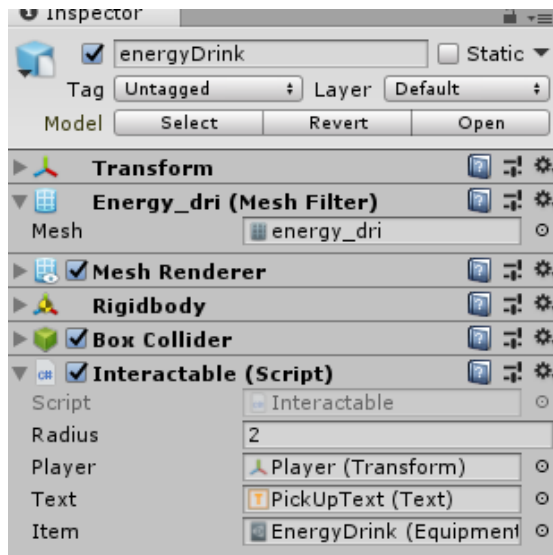 Inspector
energyDrink Static
Tag Untagged Layer Default
Model Select Revert Open
Transform
Energy_dri (Mesh Filter)
Mesh energy_dri
Mesh Renderer
Rigidbody
Box Collider
C# Interactable (Script)
Script Interactable
Radius 2
Player Player (Transform)
Text T PickUpText (Text)
Item EnergyDrink (Equipment